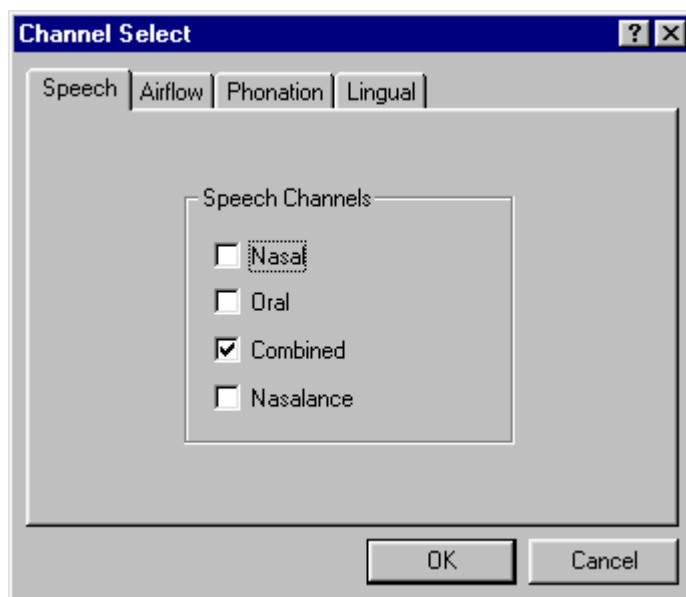 Channel Select ?
Speech Airflow Phonation Lingual
Speech Channels
Nasal
Oral
Combined
Nasalance
OK Cancel